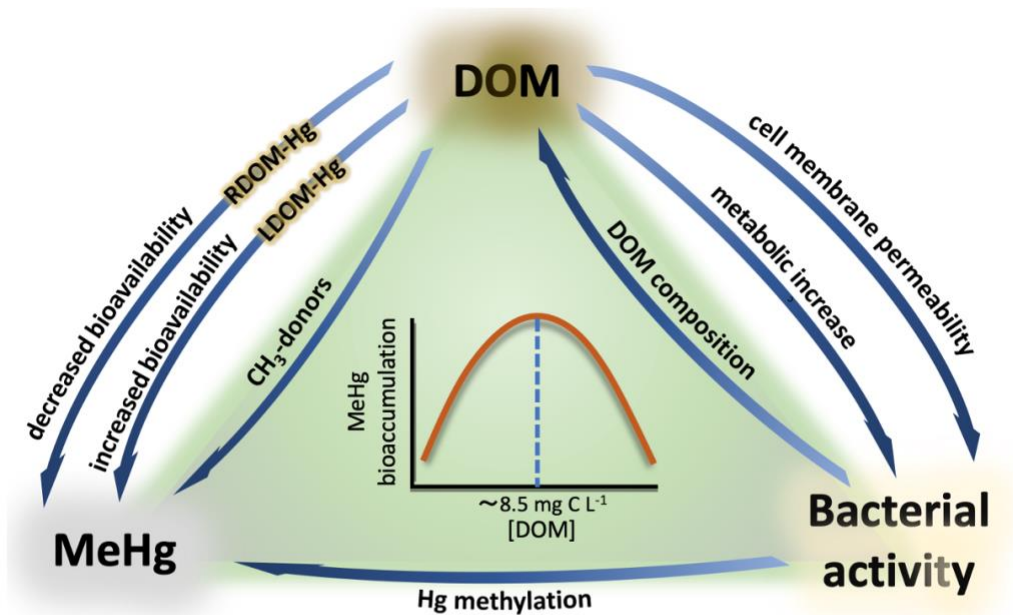 DOM
RDOM-Hg
LDOM-Hg
decreased bioavailability
increased bioavailability
CH₃-donors
cell membrane permeability
metabolic increase
DOM composition
MeHg
bioaccumulation
~8.5 mg C L⁻¹
[DOM]
MeHg
Bacterial
activity
Hg methylation